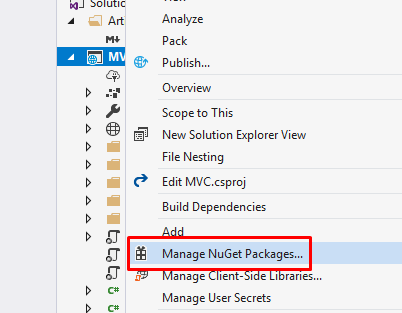 Solution
Analyze
Art
Pack
MV
Publish...
Overview
Scope to This
New Solution Explorer View
File Nesting
Edit MVC.csproj
Build Dependencies
Add
Manage NuGet Packages...
Manage Client-Side Libraries...
Manage User Secrets
C#
C#